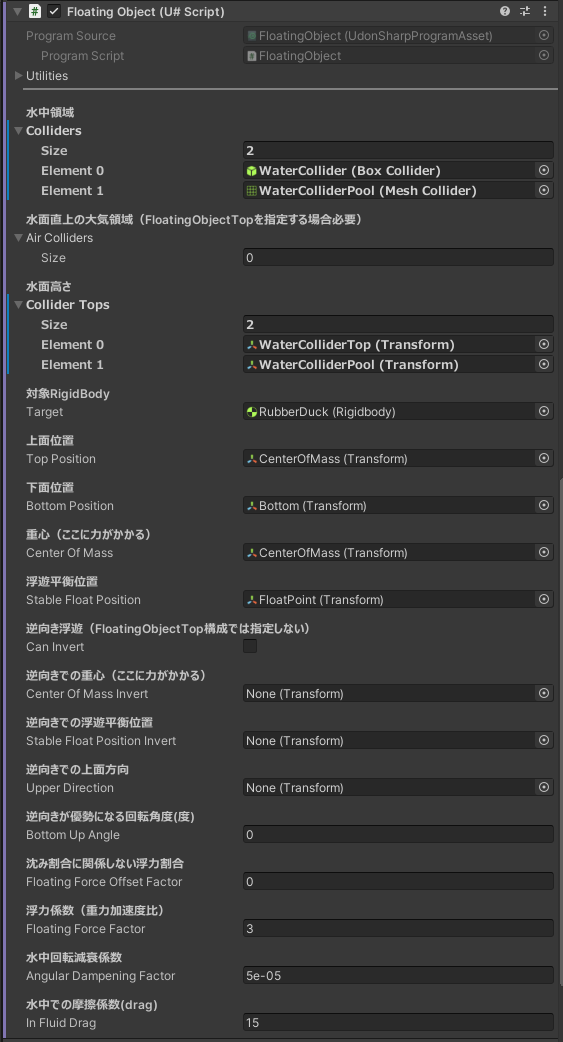 Floating Object (U# Script)
Program Source FloatingObject (UdonSharpProgramAsset)
Program Script FloatingObject
Utilities
水中領域
Colliders
Size 2
Element 0 WaterCollider (Box Collider)
Element 1 WaterColliderPool (Mesh Collider)
水面直上の大気領域（FloatingObjectTopを指定する場合必要）
Air Colliders
Size 0
水面高さ
Collider Tops
Size 2
Element 0 WaterColliderTop (Transform)
Element 1 WaterColliderPool (Transform)
対象RigidBody
Target RubberDuck (Rigidbody)
上面位置
Top Position CenterOfMass (Transform)
下面位置
Bottom Position Bottom (Transform)
重心（ここに力がかかる）
Center Of Mass CenterOfMass (Transform)
浮遊平衡位置
Stable Float Position FloatPoint (Transform)
逆向き浮遊（FloatingObjectTop構成では指定しない）
Can Invert
逆向きでの重心（ここに力がかかる）
Center Of Mass Invert None (Transform)
逆向きでの浮遊平衡位置
Stable Float Position Invert None (Transform)
逆向きでの上面方向
Upper Direction None (Transform)
逆向きが優勢になる回転角度(度)
Bottom Up Angle 0
沈み割合に関係しない浮力割合
Floating Force Offset Factor 0
浮力係数（重力加速度比）
Floating Force Factor 3
水中回転減衰係数
Angular Dampening Factor 5e-05
水中での摩擦係数(drag)
In Fluid Drag 15